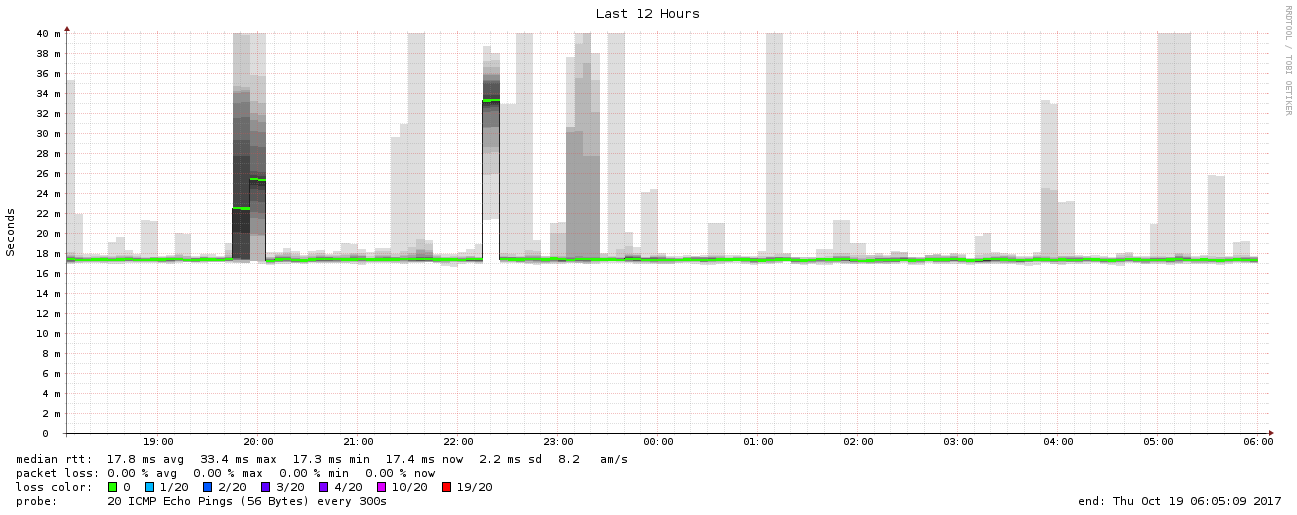 Last 12 Hours
RRDTOOL / TOBI OETIKER
Seconds
40 m
38 m
36 m
34 m
32 m
30 m
28 m
26 m
24 m
22 m
20 m
18 m
16 m
14 m
12 m
10 m
8 m
6 m
4 m
2 m
0
19:00 20:00 21:00 22:00 23:00 00:00 01:00 02:00 03:00 04:00 05:00 06:00
median rtt: 17.8 ms avg 33.4 ms max 17.3 ms min 17.4 ms now 2.2 ms sd 8.2 am/s
packet loss: 0.00 % avg 0.00 % max 0.00 % min 0.00 % now
loss color: 0 1/20 2/20 3/20 4/20 10/20 19/20
probe: 20 ICMP Echo Pings (56 Bytes) every 300s end: Thu Oct 19 06:05:09 2017